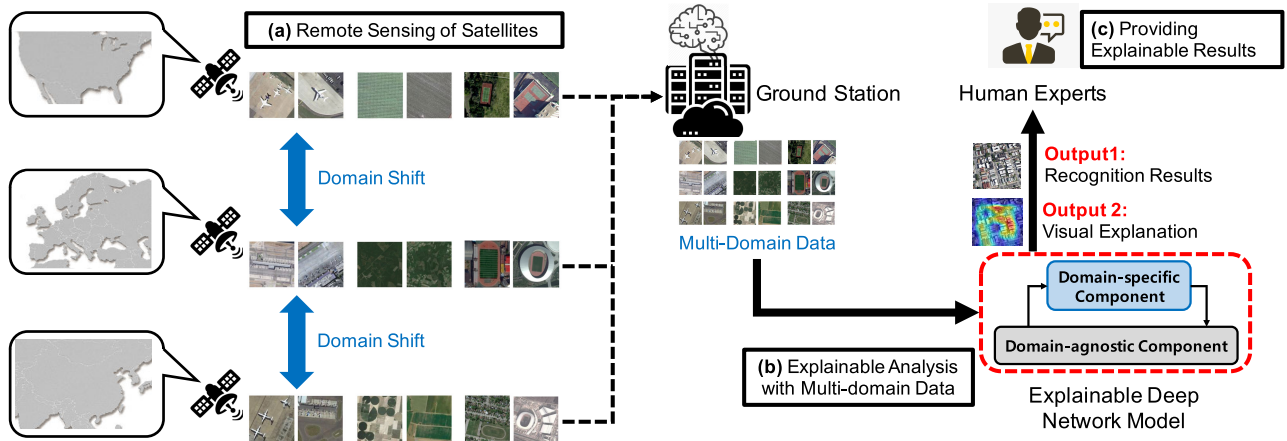 (a) Remote Sensing of Satellites
Domain Shift
Domain Shift
Ground Station
Multi-Domain Data
(b) Explainable Analysis
with Multi-domain Data
(c) Providing
Explainable Results
Human Experts
Output1:
Recognition Results
Output 2:
Visual Explanation
Domain-specific
Component
Domain-agnostic Component
Explainable Deep
Network Model